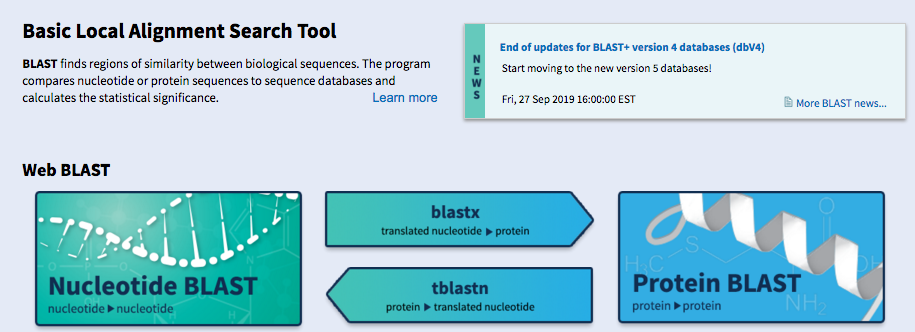 Basic Local Alignment Search Tool
BLAST finds regions of similarity between biological sequences. The program
compares nucleotide or protein sequences to sequence databases and
calculates the statistical significance.
Learn more
NEWS
End of updates for BLAST+ version 4 databases (dbV4)
Start moving to the new version 5 databases!
Fri, 27 Sep 2019 16:00:00 EST
More BLAST news...
Web BLAST
Nucleotide BLAST
nucleotide ▶ nucleotide
blastx
translated nucleotide ▶ protein
tblastn
protein ▶ translated nucleotide
Protein BLAST
protein ▶ protein
H₃C
O
OH
NH₂